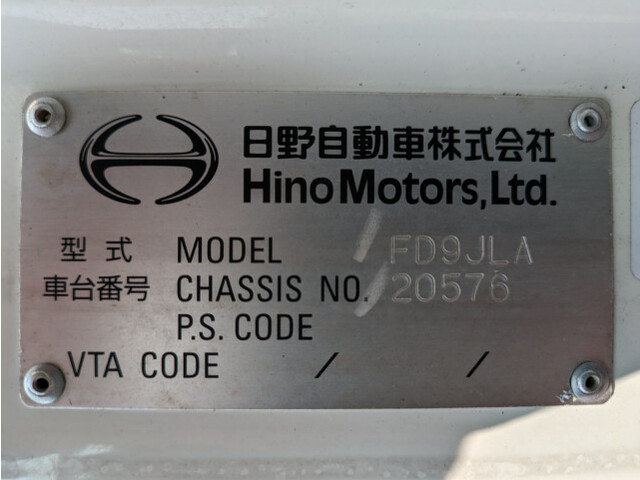 日野自動車株式会社
Hino Motors, Ltd.
型式 MODEL FD9JLA
車台番号 CHASSIS NO. 20576
P.S. CODE
VTA CODE / /